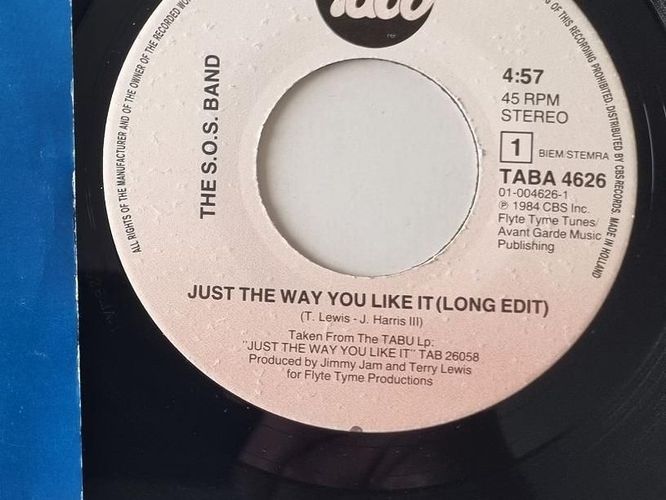 Tabu
ALL RIGHTS OF THE MANUFACTURER AND OF THE OWNER OF THE RECORDED WO
OF THIS RECORDING PROHIBITED. DISTRIBUTED BY CBS RECORDS. MADE IN HOLLAND
THE S.O.S. BAND
4:57
45 RPM
STEREO
1 BIEM/STEMRA
TABA 4626
01-004626-1
℗ 1984 CBS Inc.
Flyte Tyme Tunes/
Avant Garde Music
Publishing
JUST THE WAY YOU LIKE IT (LONG EDIT)
(T. Lewis - J. Harris III)
Taken From The TABU Lp:
"JUST THE WAY YOU LIKE IT" TAB 26058
Produced by Jimmy Jam and Terry Lewis
for Flyte Tyme Productions